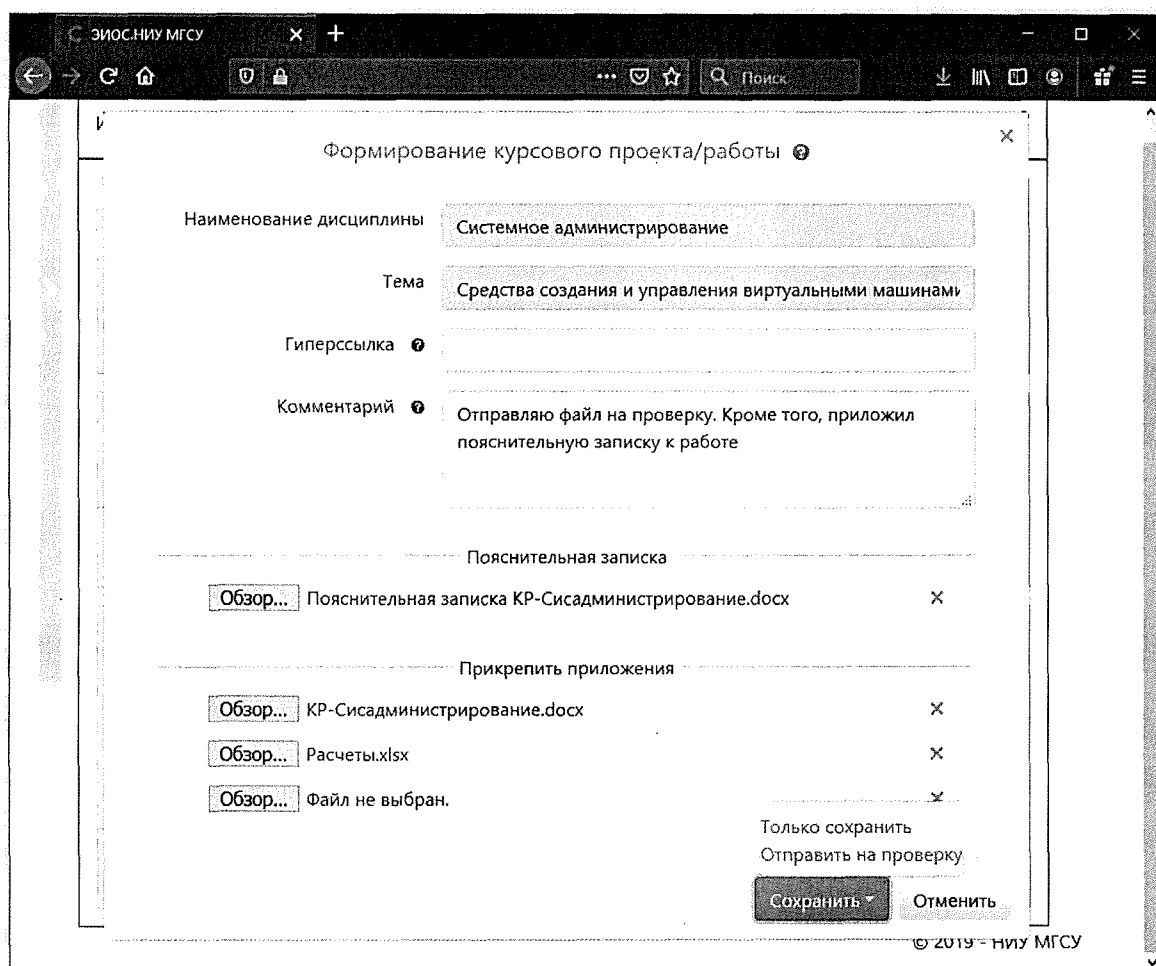 ЭИОС.НИУ МГСУ
Поиск
Формирование курсового проекта/работы
Наименование дисциплины
Системное администрирование
Тема
Средства создания и управления виртуальными машинами
Гиперссылка
Комментарий
Отправляю файл на проверку. Кроме того, приложил
пояснительную записку к работе
Пояснительная записка
Обзор... Пояснительная записка КР-Сисадминистрирование.docx
Прикрепить приложения
Обзор... КР-Сисадминистрирование.docx
Обзор... Расчеты.xlsx
Обзор... Файл не выбран.
Только сохранить
Отправить на проверку
Сохранить Отменить
© 2019 - НИУ МГСУ